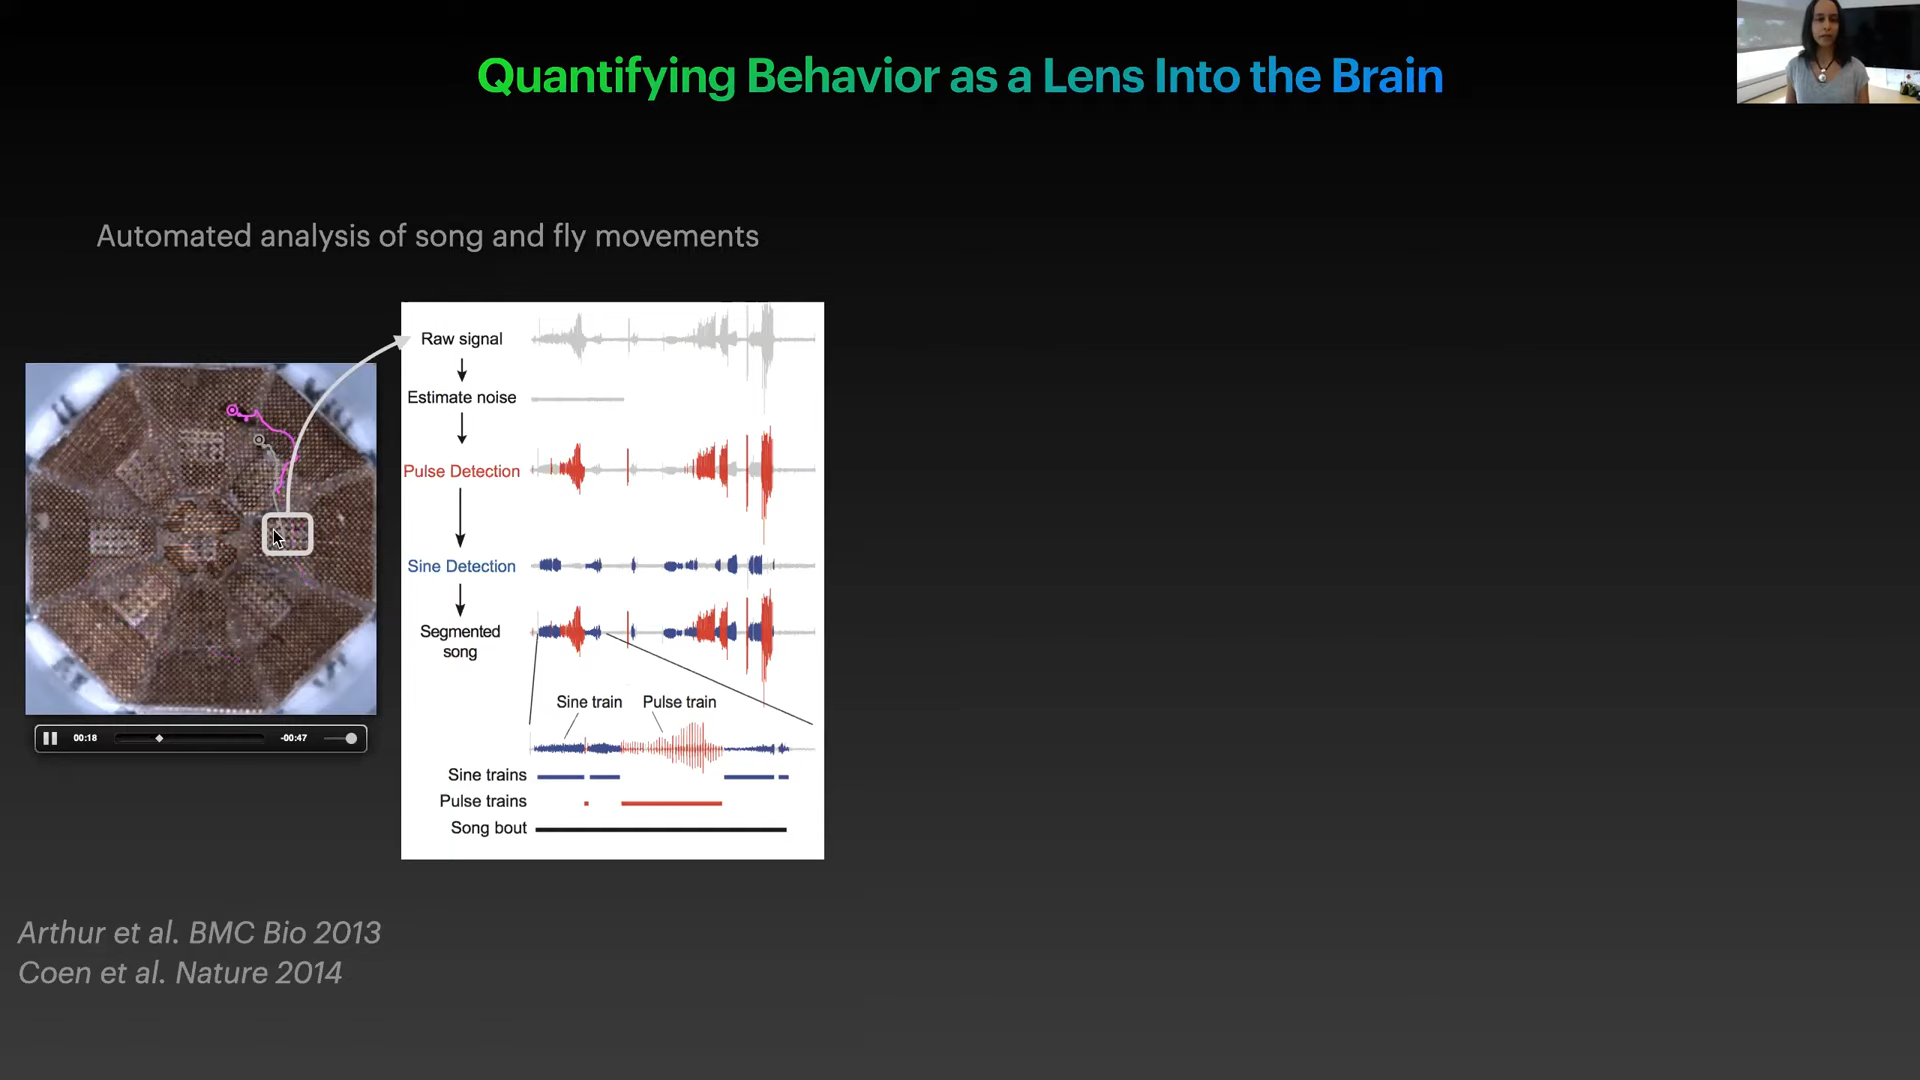 Quantifying Behavior as a Lens Into the Brain
Automated analysis of song and fly movements
Raw signal
Estimate noise
Pulse Detection
Sine Detection
Segmented
song
Sine train Pulse train
00:18 -00:47
Sine trains
Pulse trains
Song bout
Arthur et al. BMC Bio 2013
Coen et al. Nature 2014